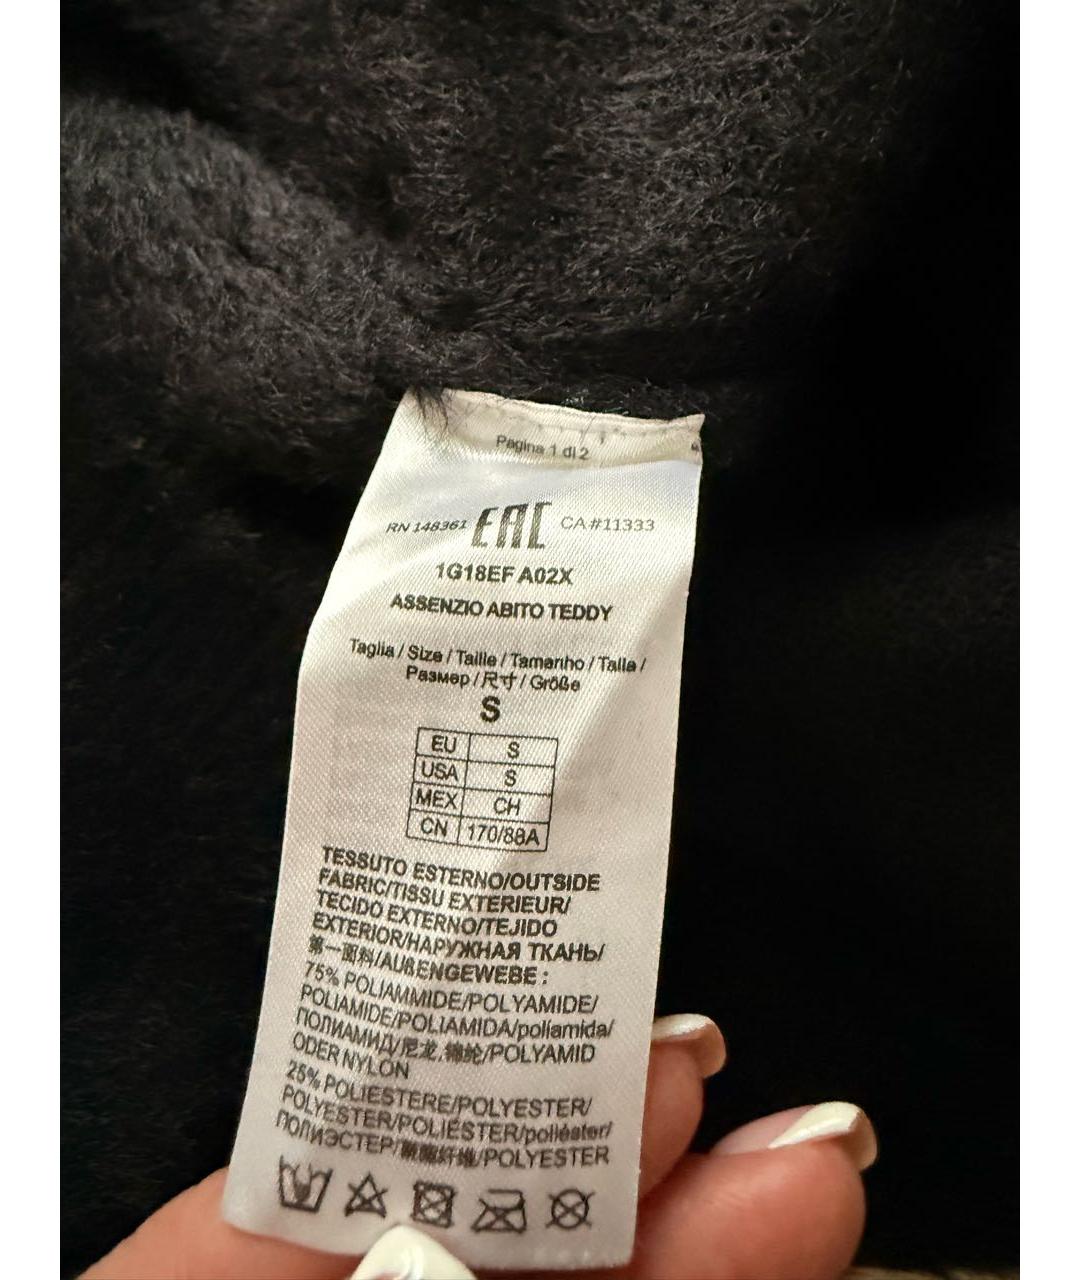 Pagina 1 di 2
RN 148361 EAC CA#11333
1G18EF A02X
ASSENZIO ABITO TEDDY
Taglia / Size / Taille / Tamanho / Talla /
Размер / 尺寸 / Größe
S
EU S
USA S
MEX CH
CN 170/88A
TESSUTO ESTERNO/OUTSIDE
FABRIC/TISSU EXTERIEUR/
TECIDO EXTERNO/TEJIDO
EXTERIOR/НАРУЖНАЯ ТКАНЬ/
第一面料/AUßENGEWEBE :
75% POLIAMMIDE/POLYAMIDE/
POLIAMIDE/POLIAMIDA/poliamida/
ПОЛИАМИД/尼龙,锦纶/POLYAMID
ODER NYLON
25% POLIESTERE/POLYESTER/
POLYESTER/POLIÉSTER/poliéster/
ПОЛИЭСТЕР/聚酯纤维/POLYESTER